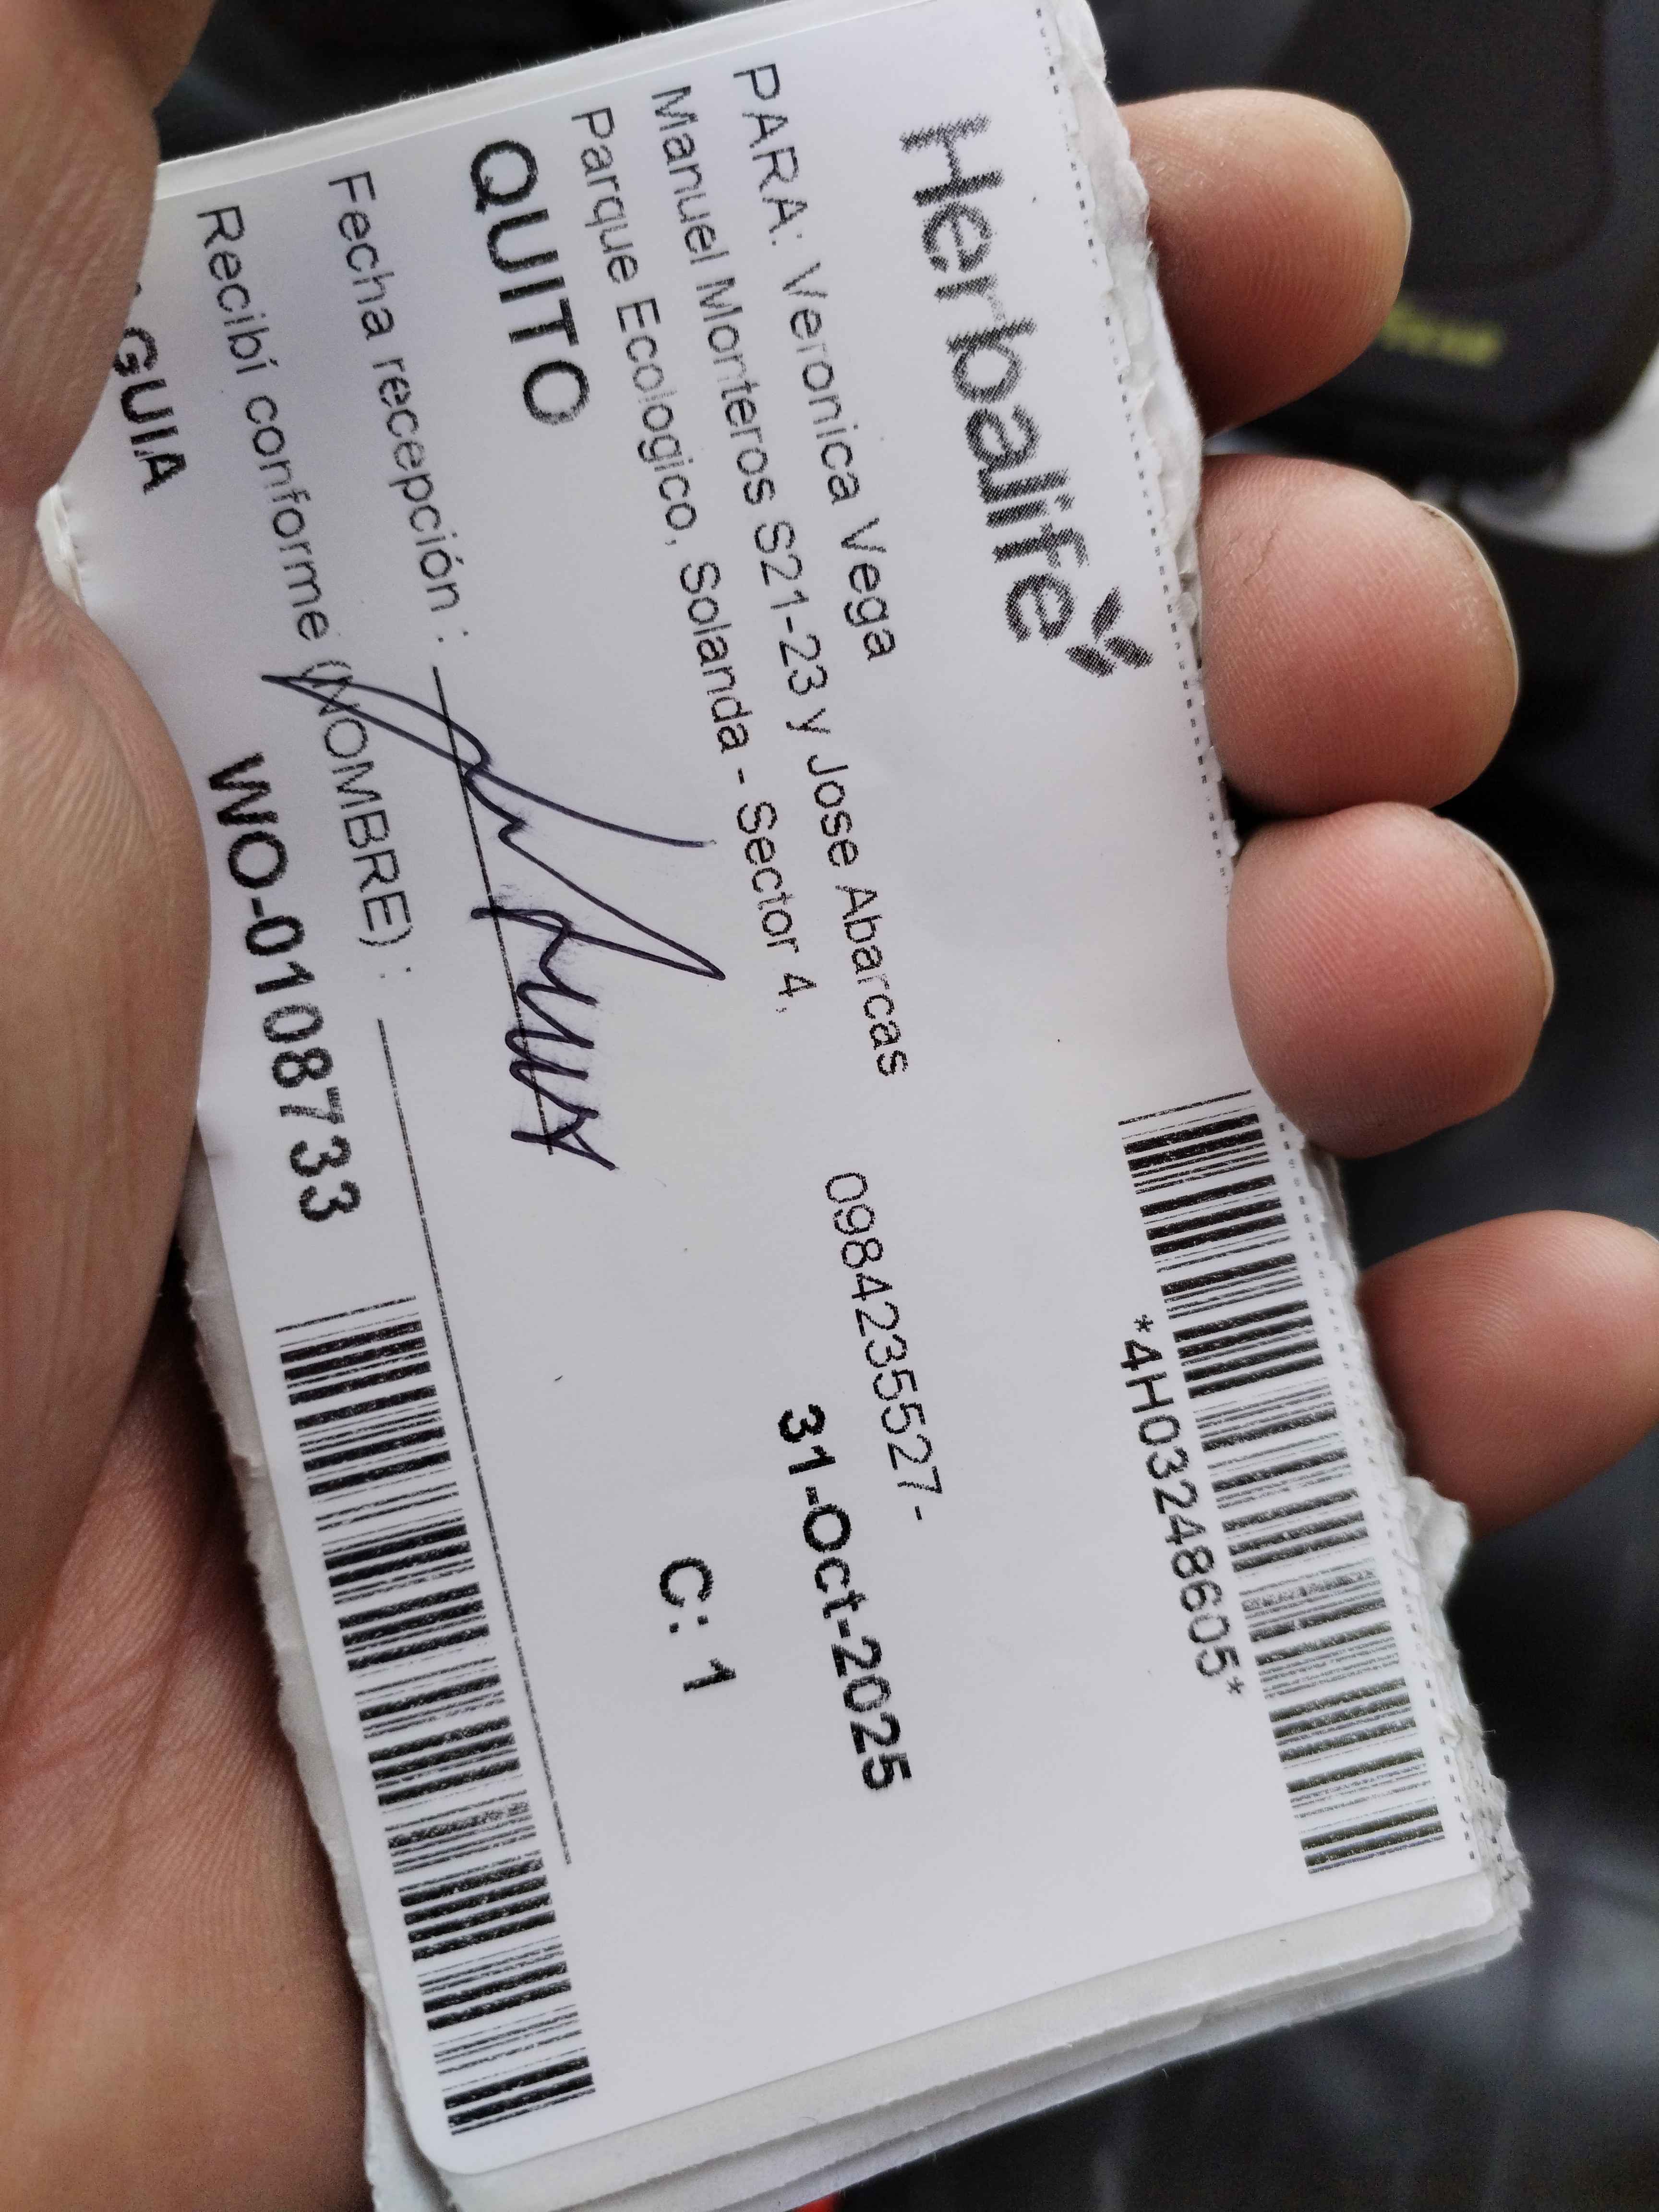 Herbalife
*4H03248605*
PARA: Veronica Vega
Manuel Monteros S21-23 y Jose Abarcas 0984235527-
Parque Ecologico, Solanda - Sector 4, 31-Oct-2025
QUITO C: 1
Fecha recepción :
Recibí conforme (NOMBRE) :
GUIA WO-0108733